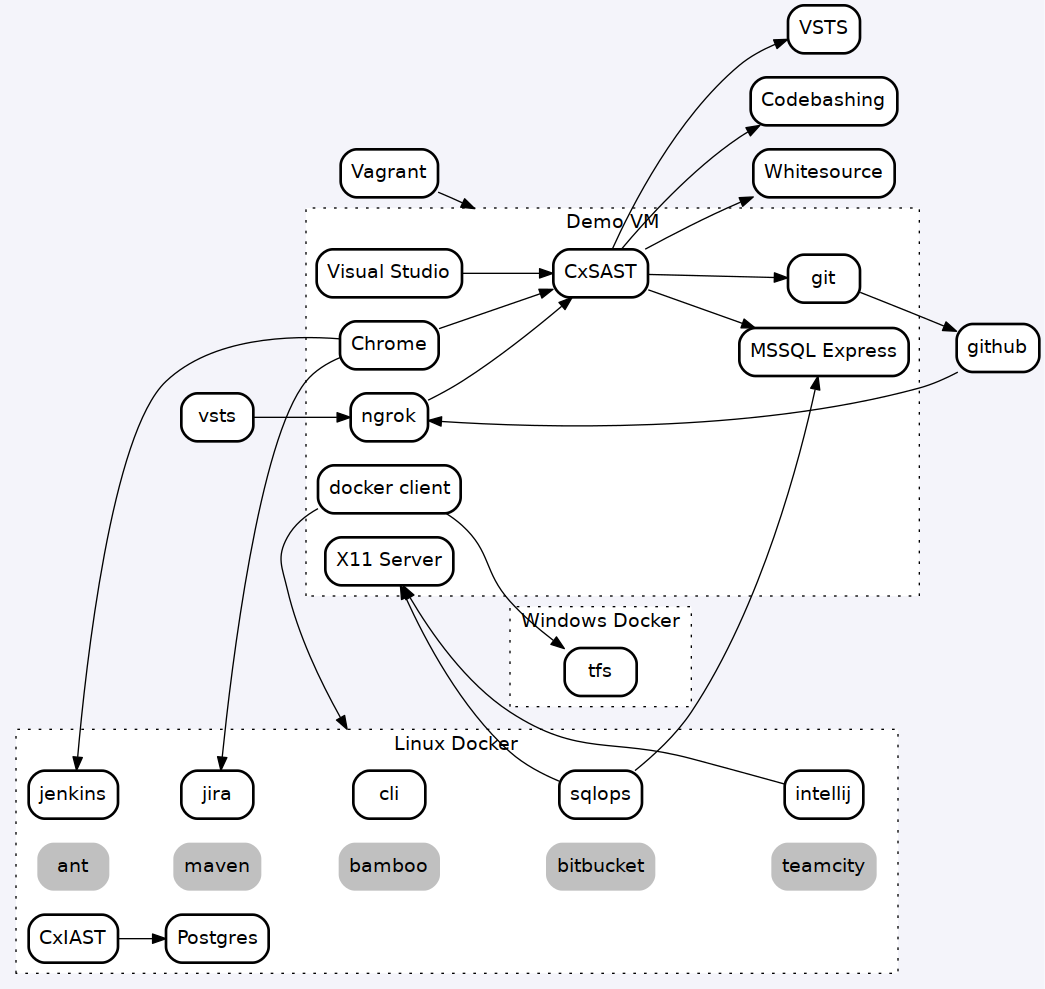 VSTS
Codebashing
Vagrant
Whitesource
Demo VM
Visual Studio
CxSAST
git
Chrome
MSSQL Express
github
vsts
ngrok
docker client
X11 Server
Windows Docker
tfs
Linux Docker
jenkins
jira
cli
sqlops
intellij
ant
maven
bamboo
bitbucket
teamcity
CxIAST
Postgres